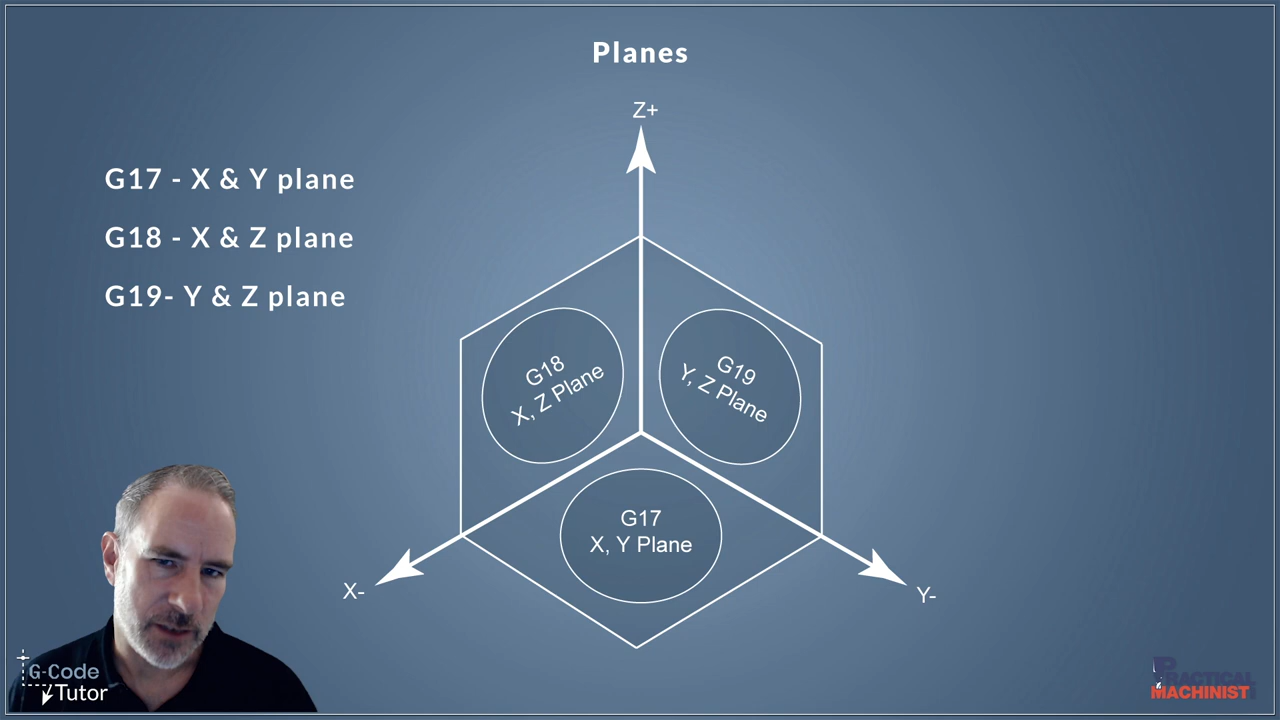 Planes
Z+
G17 - X & Y plane
G18 - X & Z plane
G19- Y & Z plane
G18
X, Z Plane
G19
Y, Z Plane
G17
X, Y Plane
X-
Y-
G-Code
Tutor
PRACTICAL
MACHINIST